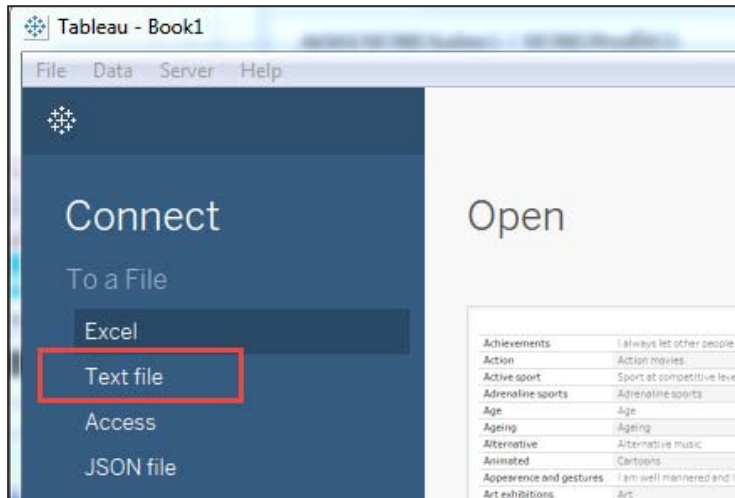 Tableau - Book1
File Data Server Help
Connect
Open
To a File
Excel
Text file
Access
JSON file
Achievements I always let other people
Action Action movies
Active sport Sport at competitive leve
Adrenaline sports Adrenaline sports
Age Age
Ageing Ageing
Alternative Alternative music
Animated Cartoons
Appearence and gestures I am well mannered and
Art exhibitions Art